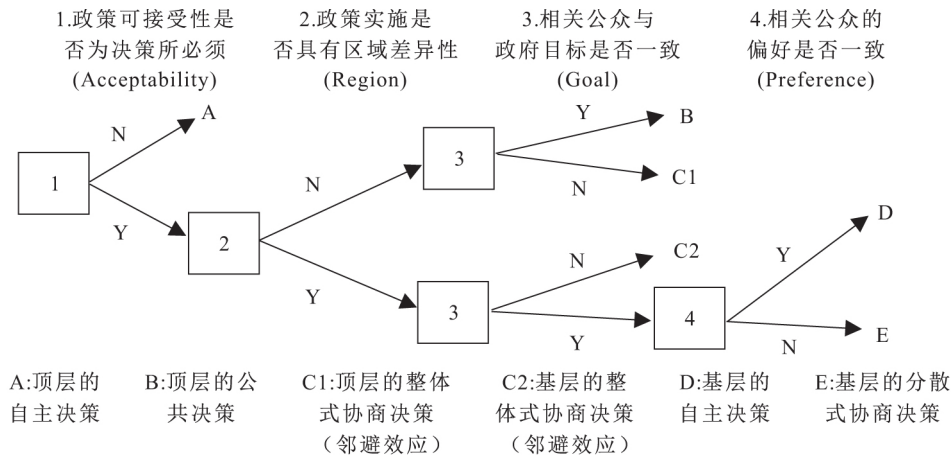 1.政策可接受性是
否为决策所必须
(Acceptability)
2.政策实施是
否具有区域差异性
(Region)
3.相关公众与
政府目标是否一致
(Goal)
4.相关公众的
偏好是否一致
(Preference)
N
A
1
Y
2
N
3
Y
B
N
C1
Y
3
N
C2
Y
4
Y
D
N
E
A:顶层的
自主决策
B:顶层的公
共决策
C1:顶层的整体
式协商决策
（邻避效应）
C2:基层的整
体式协商决策
（邻避效应）
D:基层的
自主决策
E:基层的分散
式协商决策